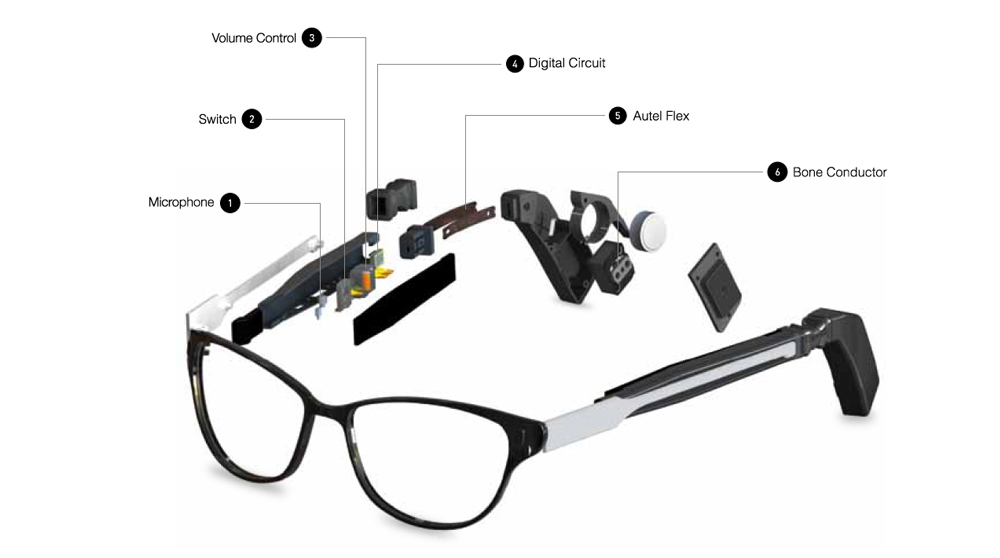 Volume Control 3
4 Digital Circuit
Switch 2
5 Autel Flex
6 Bone Conductor
Microphone 1